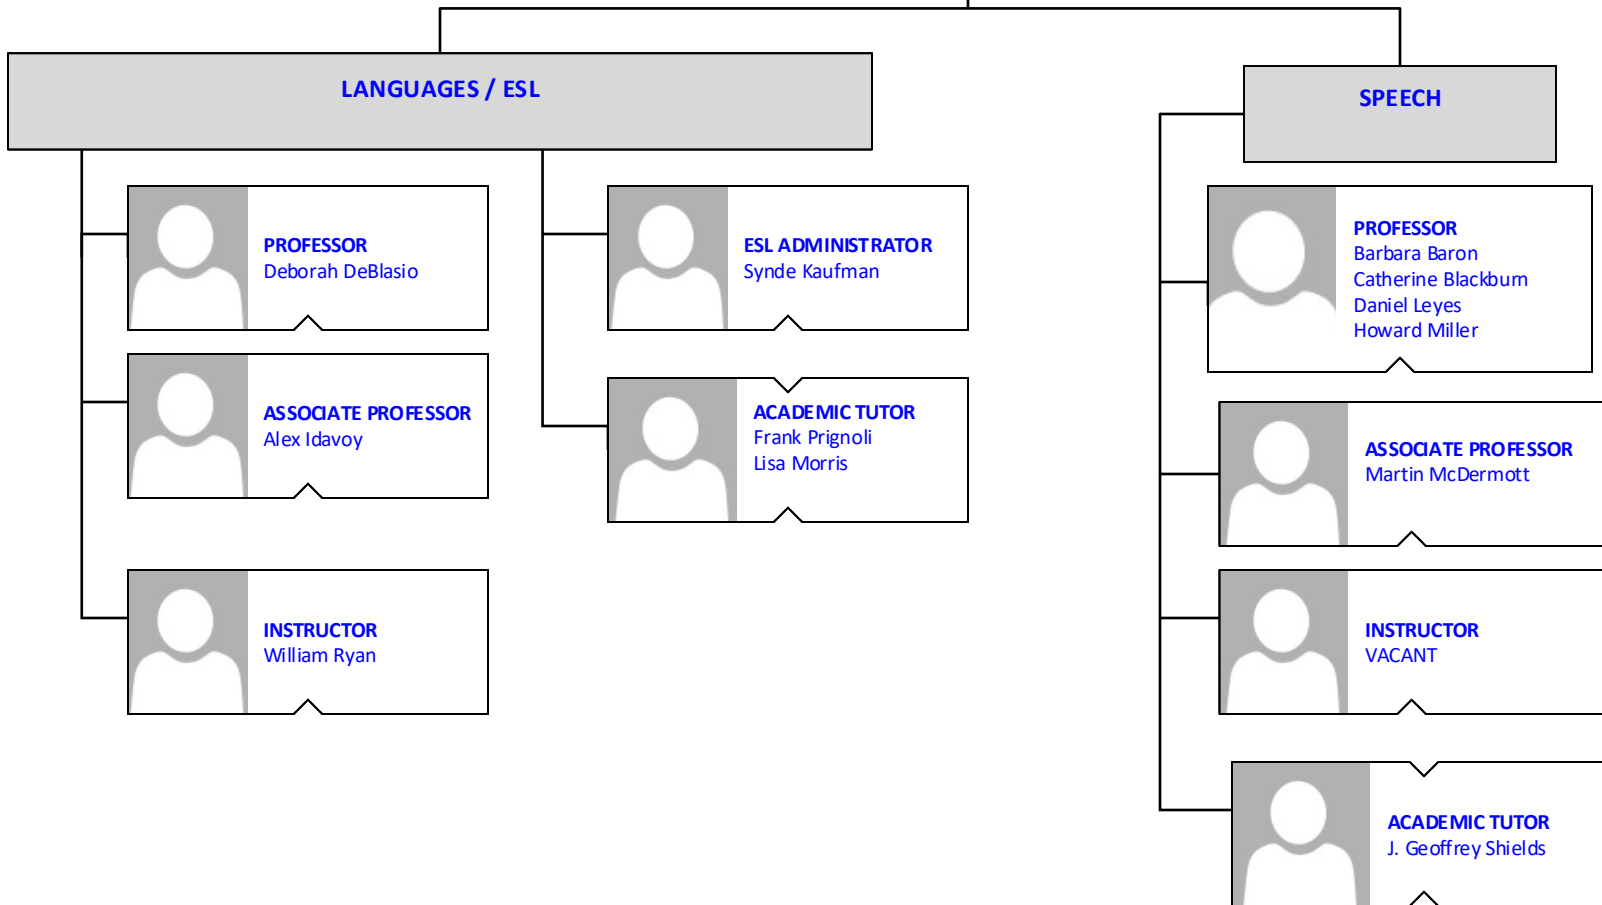 LANGUAGES / ESL
PROFESSOR
Deborah DeBlasio
ASSOCIATE PROFESSOR
Alex Idavoy
INSTRUCTOR
William Ryan
ESL ADMINISTRATOR
Synde Kaufman
ACADEMIC TUTOR
Frank Prignoli
Lisa Morris
SPEECH
PROFESSOR
Barbara Baron
Catherine Blackburn
Daniel Leyes
Howard Miller
ASSOCIATE PROFESSOR
Martin McDermott
INSTRUCTOR
VACANT
ACADEMIC TUTOR
J. Geoffrey Shields